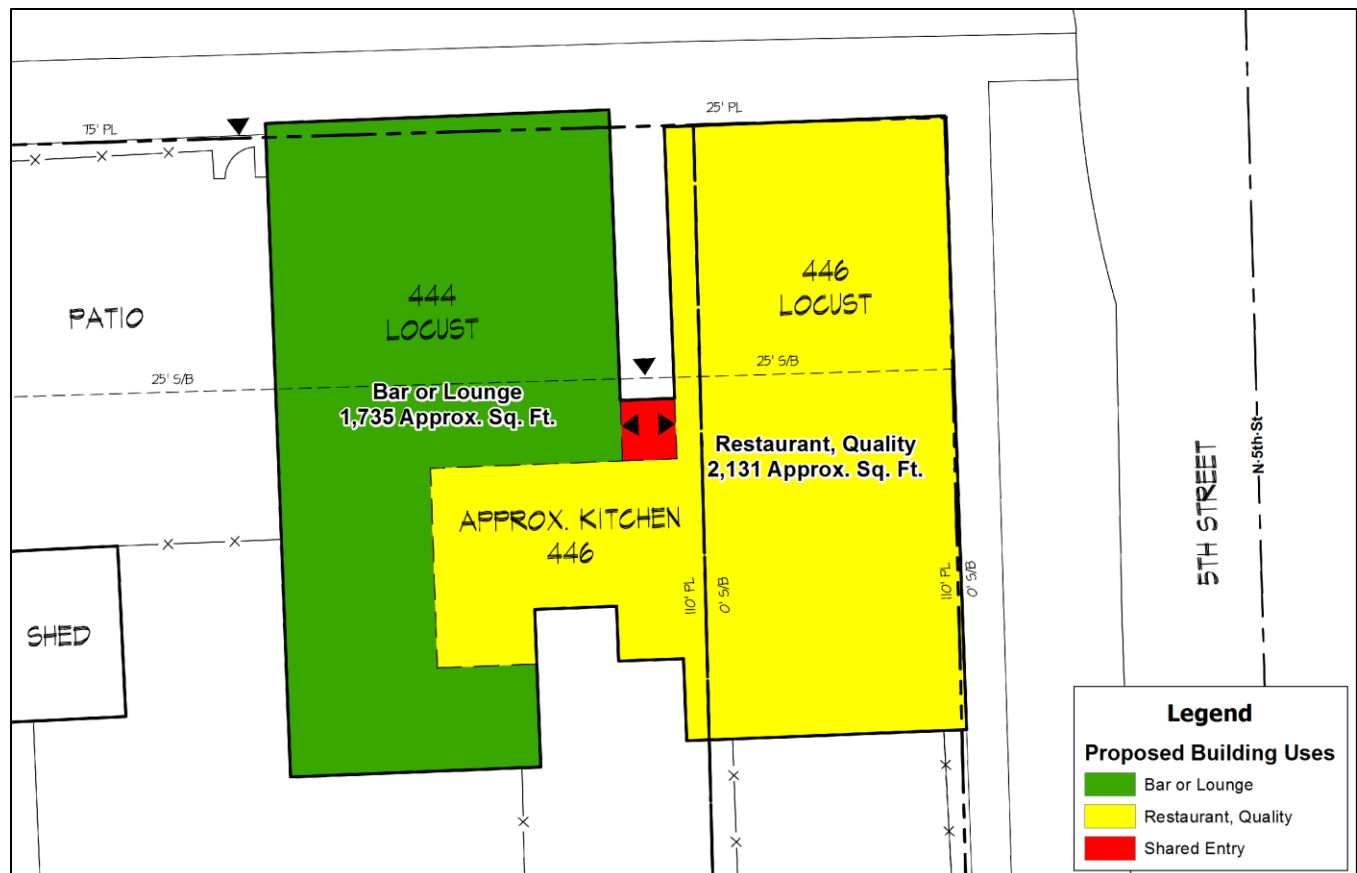 75' PL
25' PL
444
LOCUST
446
LOCUST
PATIO
25' S/B
25' S/B
Bar or Lounge
1,735 Approx. Sq. Ft.
Restaurant, Quality
2,131 Approx. Sq. Ft.
APPROX. KITCHEN
446
110' PL
0' S/B
110' PL
0' S/B
5TH STREET
N 5th St
SHED
Legend
Proposed Building Uses
Bar or Lounge
Restaurant, Quality
Shared Entry